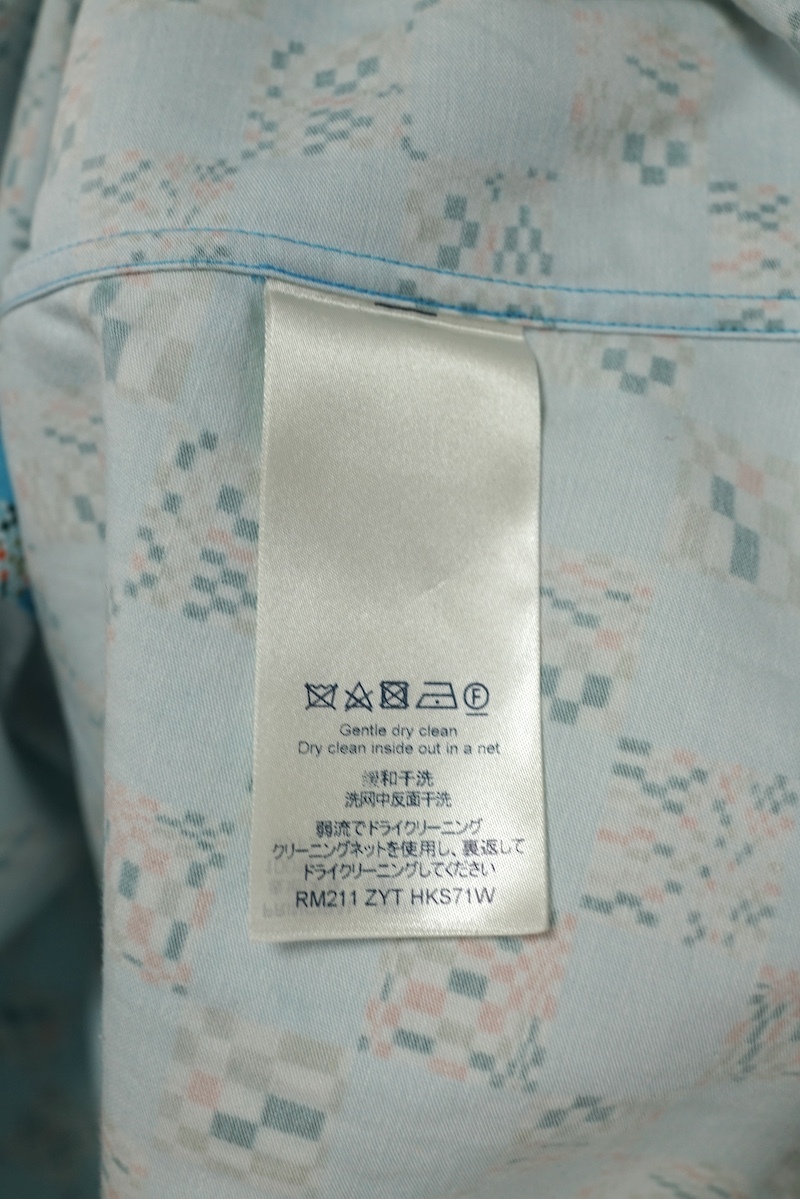 F
Gentle dry clean
Dry clean inside out in a net
缓和干洗
洗网中反面干洗
弱流でドライクリーニング
クリーニングネットを使用し、裏返して
ドライクリーニングしてください
RM211 ZYT HKS71W